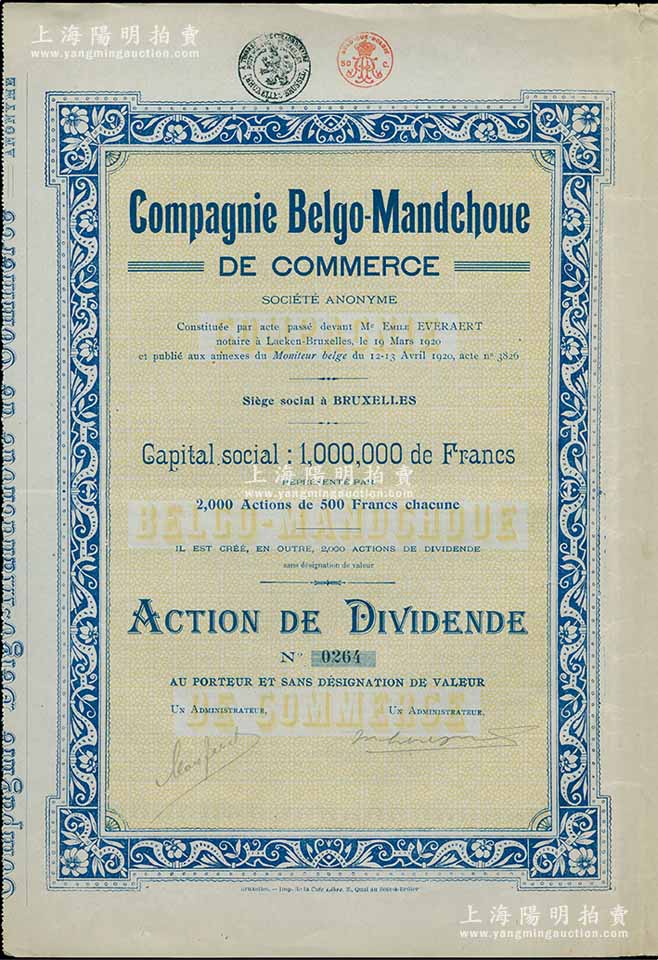 上海陽明拍賣
www.yangmingauction.com
BELGIQUE-BELGIË
Compagnie Belgo-Mandchoue
DE COMMERCE
SOCIÉTÉ ANONYME
Constituée par acte passé devant Me Emile EVERAERT
notaire à Laeken-Bruxelles, le 19 Mars 1920
et publié aux annexes du Moniteur belge du 12-13 Avril 1920, acte no 3826
Siège social à BRUXELLES
Capital social : 1,000,000 de Francs
上海陽明拍賣
REPRÉSENTÉ PAR
www.yangmingauction.com
2,000 Actions de 500 Francs chacune
BELGO-MANDCHOUE
IL EST CRÉÉ, EN OUTRE, 2,000 ACTIONS DE DIVIDENDE
sans désignation de valeur
ACTION DE DIVIDENDE
No 0264
AU PORTEUR ET SANS DÉSIGNATION DE VALEUR
DE COMMERCE
Un Administrateur, Un Administrateur,
上海陽明拍賣
www.yangmingauction.com